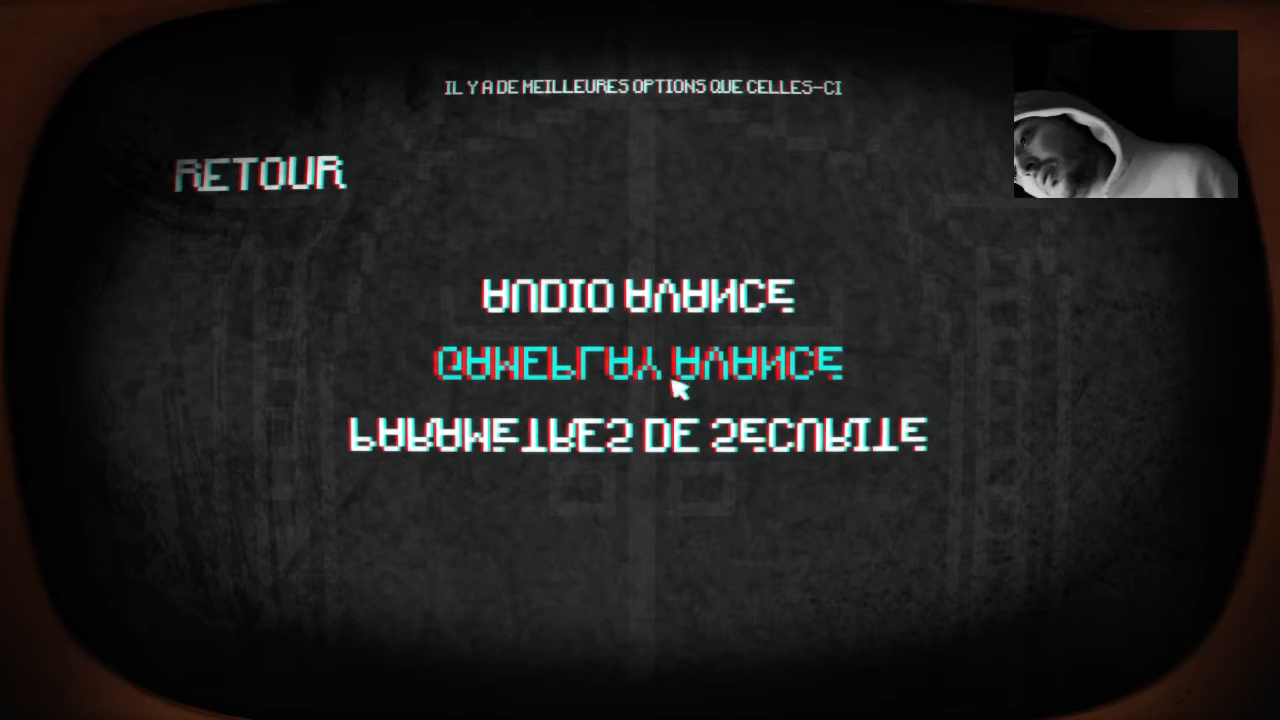 IL Y A DE MEILLEURES OPTIONS QUE CELLES-CI
RETOUR
AUDIO AVANCÉ
GAMEPLAY AVANCÉ
PARAMÈTRES DE SÉCURITÉ